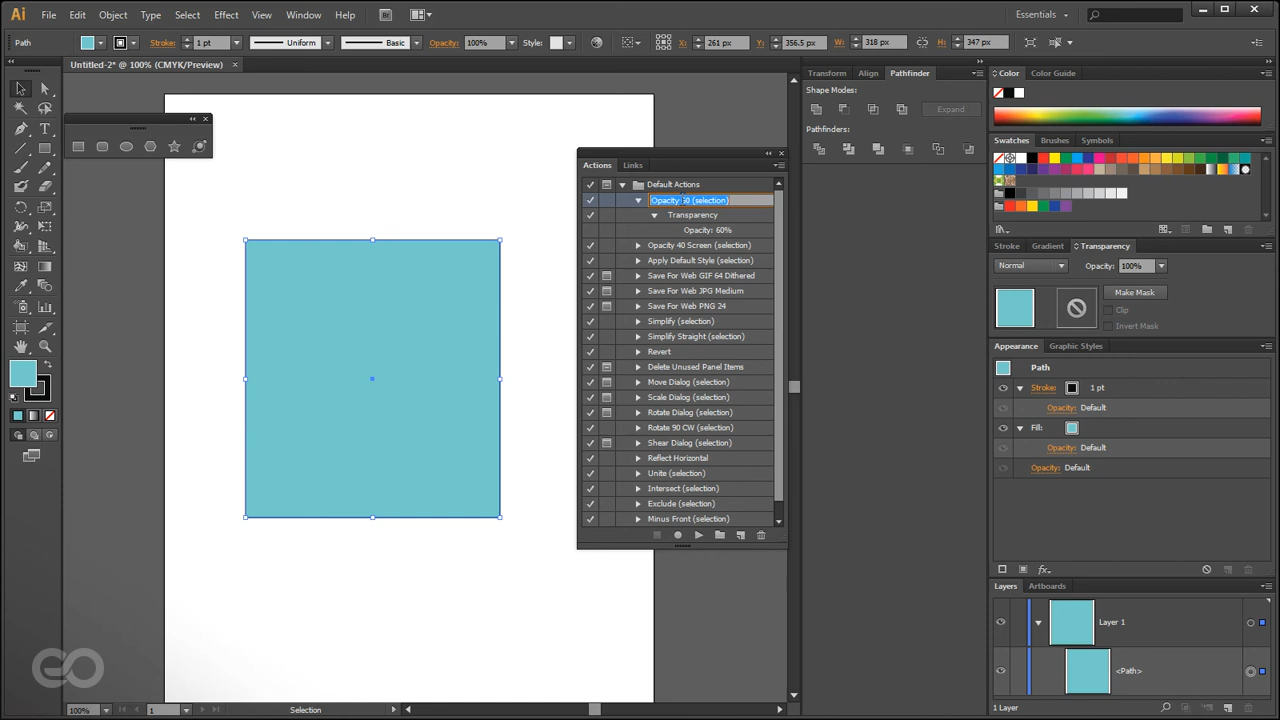 Ai File Edit Object Type Select Effect View Window Help Br Essentials
Path Stroke: 1 pt Uniform Basic Opacity: 100% Style: X: 261 px Y: 356.5 px W: 318 px H: 347 px
Untitled-2* @ 100% (CMYK/Preview)
Transform Align Pathfinder
Shape Modes:
Expand
Pathfinders:
Color Color Guide
Swatches Brushes Symbols
Actions Links
Default Actions
Opacity 60 (selection)
Transparency
Opacity: 60%
Opacity 40 Screen (selection)
Apply Default Style (selection)
Save For Web GIF 64 Dithered
Save For Web JPG Medium
Save For Web PNG 24
Simplify (selection)
Simplify Straight (selection)
Revert
Delete Unused Panel Items
Move Dialog (selection)
Scale Dialog (selection)
Rotate Dialog (selection)
Rotate 90 CW (selection)
Shear Dialog (selection)
Reflect Horizontal
Unite (selection)
Intersect (selection)
Exclude (selection)
Minus Front (selection)
Stroke Gradient Transparency
Normal Opacity: 100%
Make Mask
Clip
Invert Mask
Appearance Graphic Styles
Path
Stroke: 1 pt
Opacity: Default
Fill:
Opacity: Default
Opacity: Default
fx
Layers Artboards
Layer 1
<Path>
1 Layer
100% 1 Selection